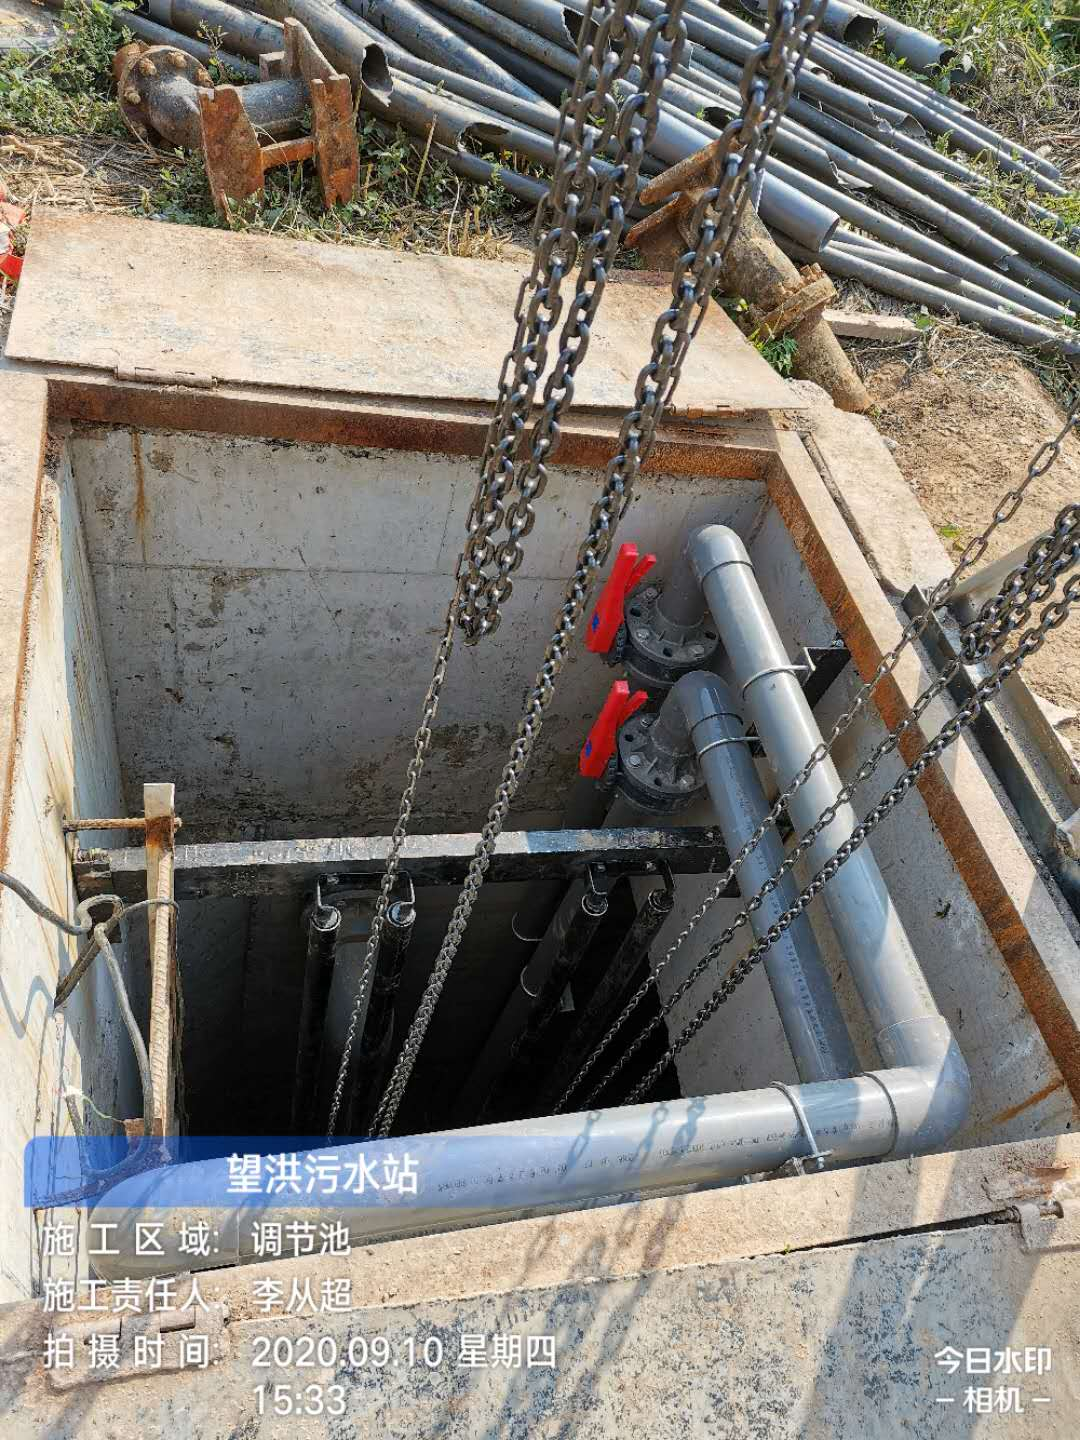 望洪污水站
施工区域: 调节池
施工责任人: 李从超
拍摄时间: 2020.09.10 星期四
15:33
今日水印
-相机-